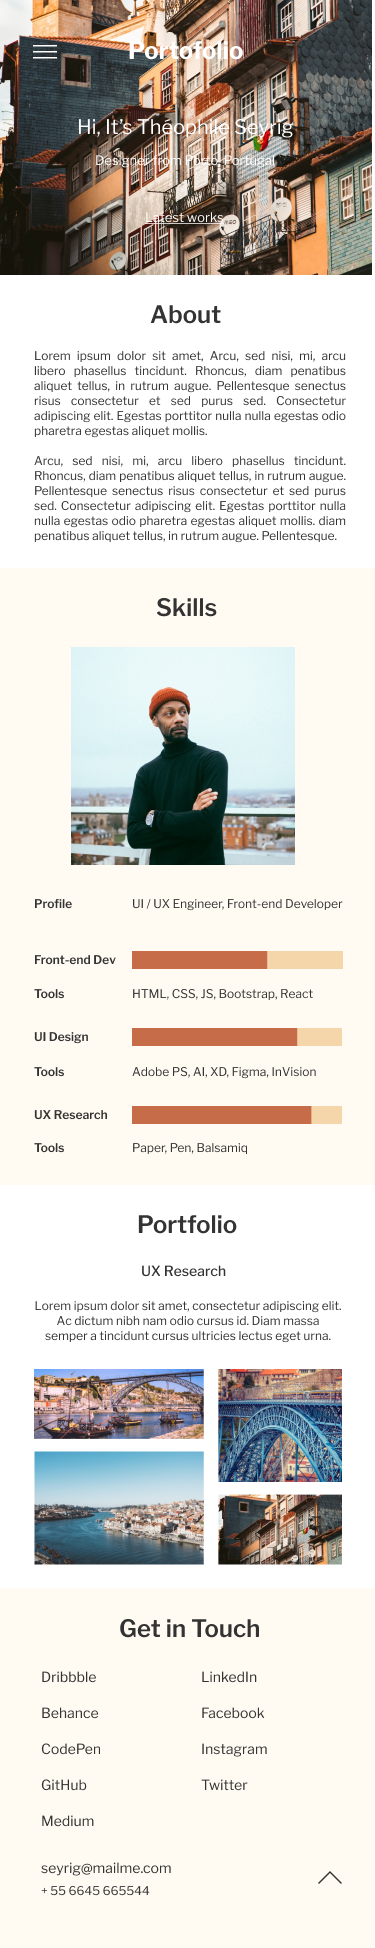 Portofolio
Hi, It's Théophile Seyrig
Designer from Porto, Portugal
Latest works
About
Lorem ipsum dolor sit amet, Arcu, sed nisi, mi, arcu
libero phasellus tincidunt. Rhoncus, diam penatibus
aliquet tellus, in rutrum augue. Pellentesque senectus
risus consectetur et sed purus sed. Consectetur
adipiscing elit. Egestas porttitor nulla nulla egestas odio
pharetra egestas aliquet mollis.
Arcu, sed nisi, mi, arcu libero phasellus tincidunt.
Rhoncus, diam penatibus aliquet tellus, in rutrum augue.
Pellentesque senectus risus consectetur et sed purus
sed. Consectetur adipiscing elit. Egestas porttitor nulla
nulla egestas odio pharetra egestas aliquet mollis. diam
penatibus aliquet tellus, in rutrum augue. Pellentesque.
Skills
Profile UI / UX Engineer, Front-end Developer
Front-end Dev
Tools HTML, CSS, JS, Bootstrap, React
UI Design
Tools Adobe PS, AI, XD, Figma, InVision
UX Research
Tools Paper, Pen, Balsamiq
Portfolio
UX Research
Lorem ipsum dolor sit amet, consectetur adipiscing elit.
Ac dictum nibh nam odio cursus id. Diam massa
semper a tincidunt cursus ultricies lectus eget urna.
Get in Touch
Dribbble LinkedIn
Behance Facebook
CodePen Instagram
GitHub Twitter
Medium
seyrig@mailme.com
+ 55 6645 665544